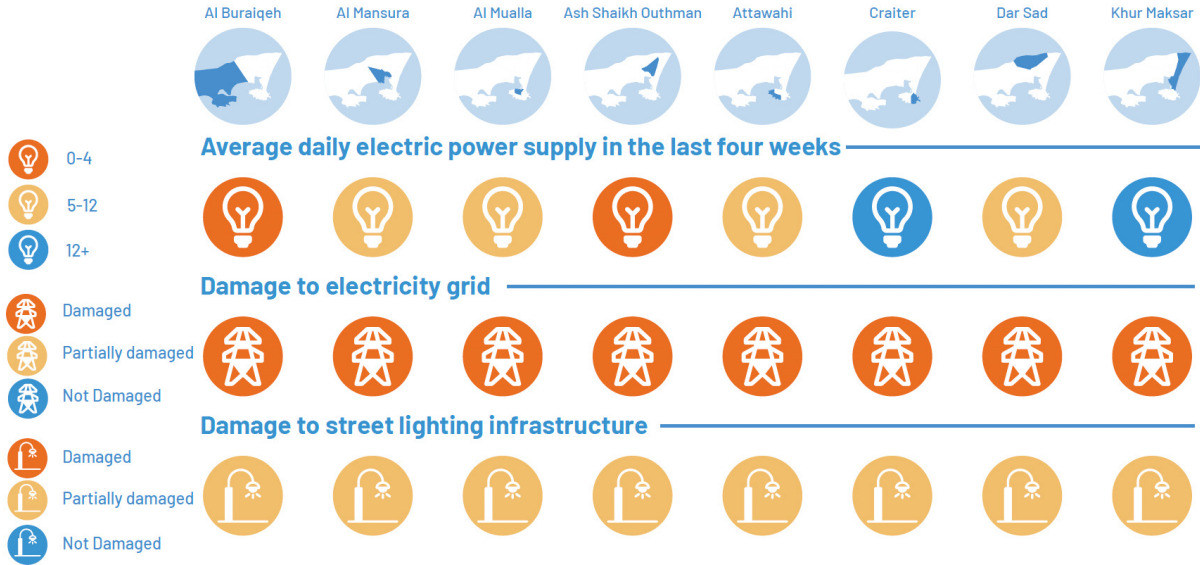 Al Buraiqeh
Al Mansura
Al Mualla
Ash Shaikh Outhman
Attawahi
Craiter
Dar Sad
Khur Maksar
Average daily electric power supply in the last four weeks
0-4
5-12
12+
Damage to electricity grid
Damaged
Partially damaged
Not Damaged
Damage to street lighting infrastructure
Damaged
Partially damaged
Not Damaged